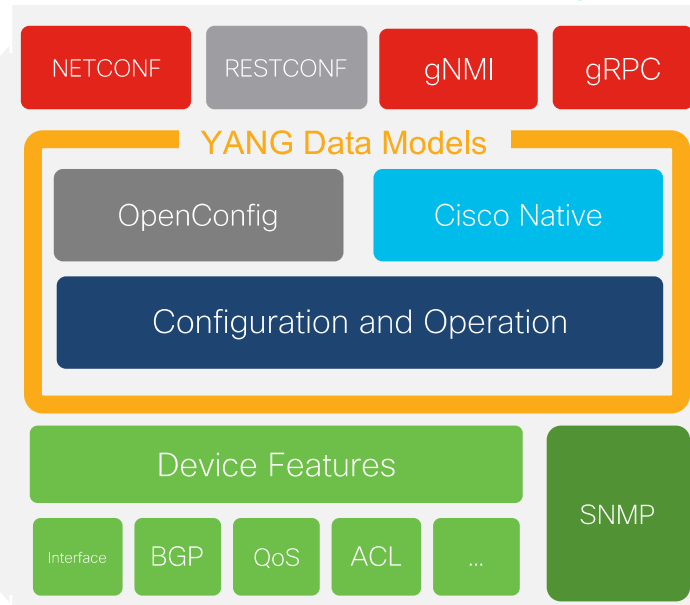 NETCONF
RESTCONF
gNMI
gRPC
YANG Data Models
OpenConfig
Cisco Native
Configuration and Operation
Device Features
SNMP
Interface
BGP
QoS
ACL
...